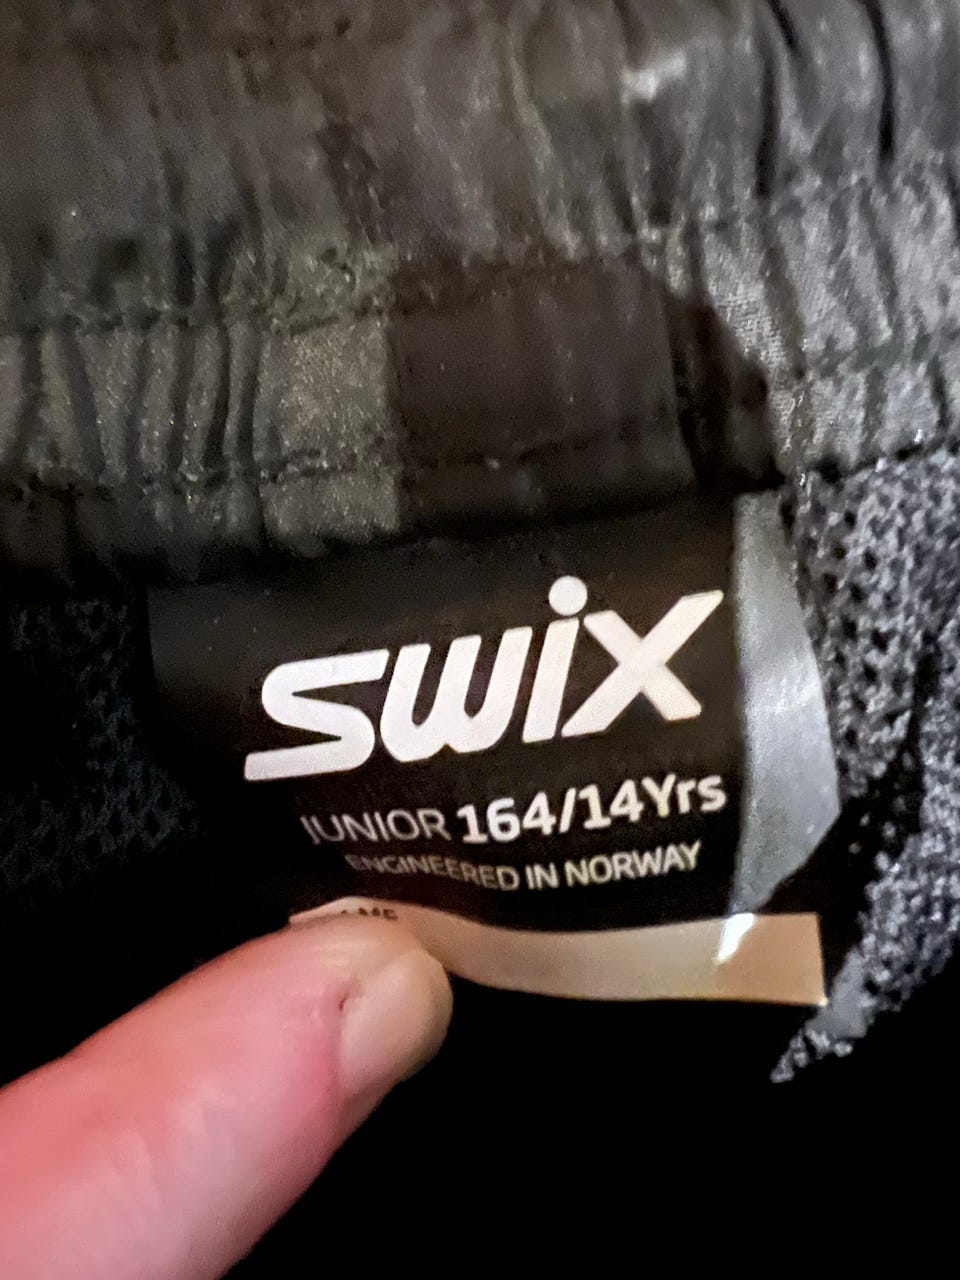 swix
JUNIOR 164/14Yrs
ENGINEERED IN NORWAY